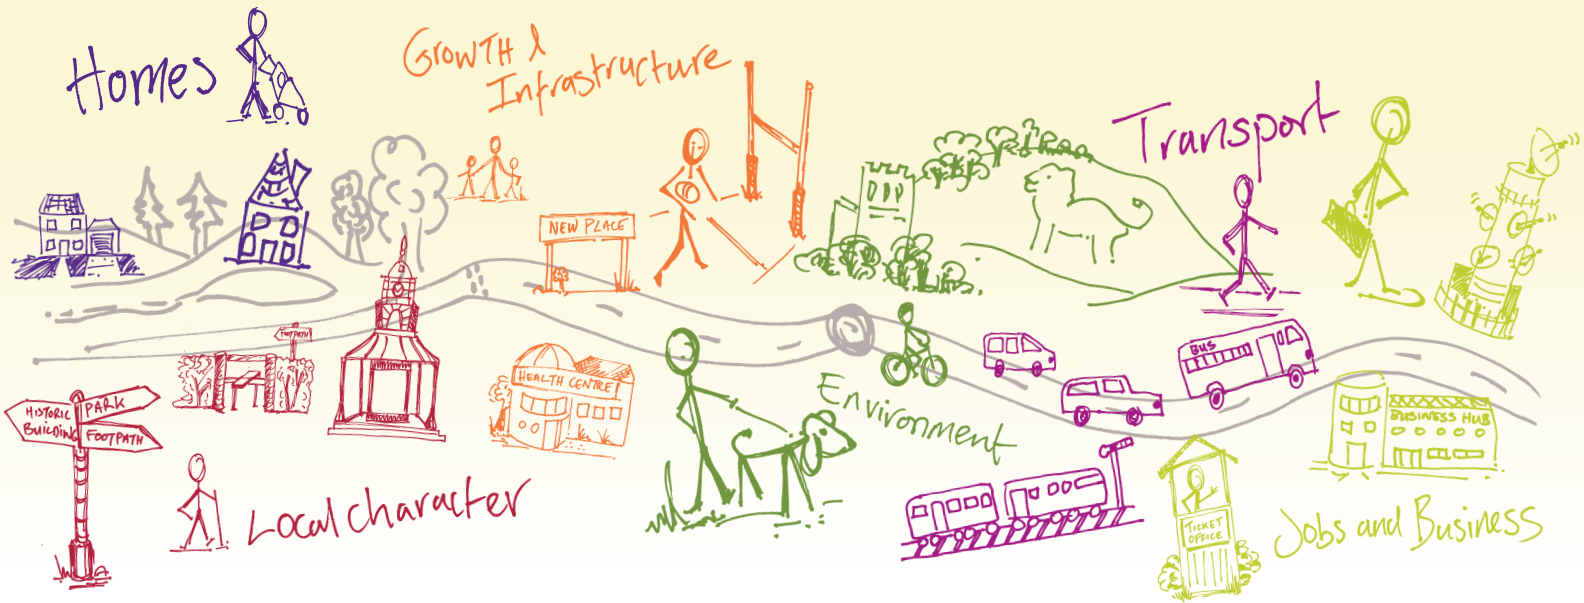 Homes
Growth &
Infrastructure
Transport
NEW PLACE
FOOTPATH
BUS
HEALTH CENTRE
Environment
HISTORIC
BUILDING
PARK
FOOTPATH
BUSINESS HUB
Local character
TICKET
OFFICE
Jobs and Business